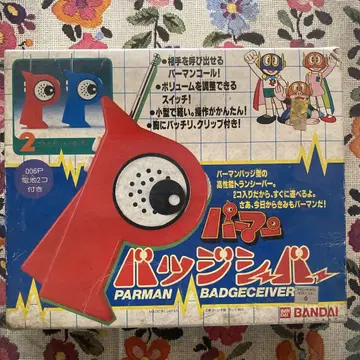 ●相手を呼び出せる
パーマンコール!
●ボリュームを調整できる
スイッチ!
●小型で軽い。操作がかんたん!
●胸にバッチリ、クリップ付き!
2
006P
電池2コ
付き
パーマンバッジ型の
高性能トランシーバー。
2コ入りだから、すぐに遊べるよ。
さあ、今日からきみもパーマンだ!
パーマン
バッジシーバー
PARMAN BADGECEIVER
BANDAI